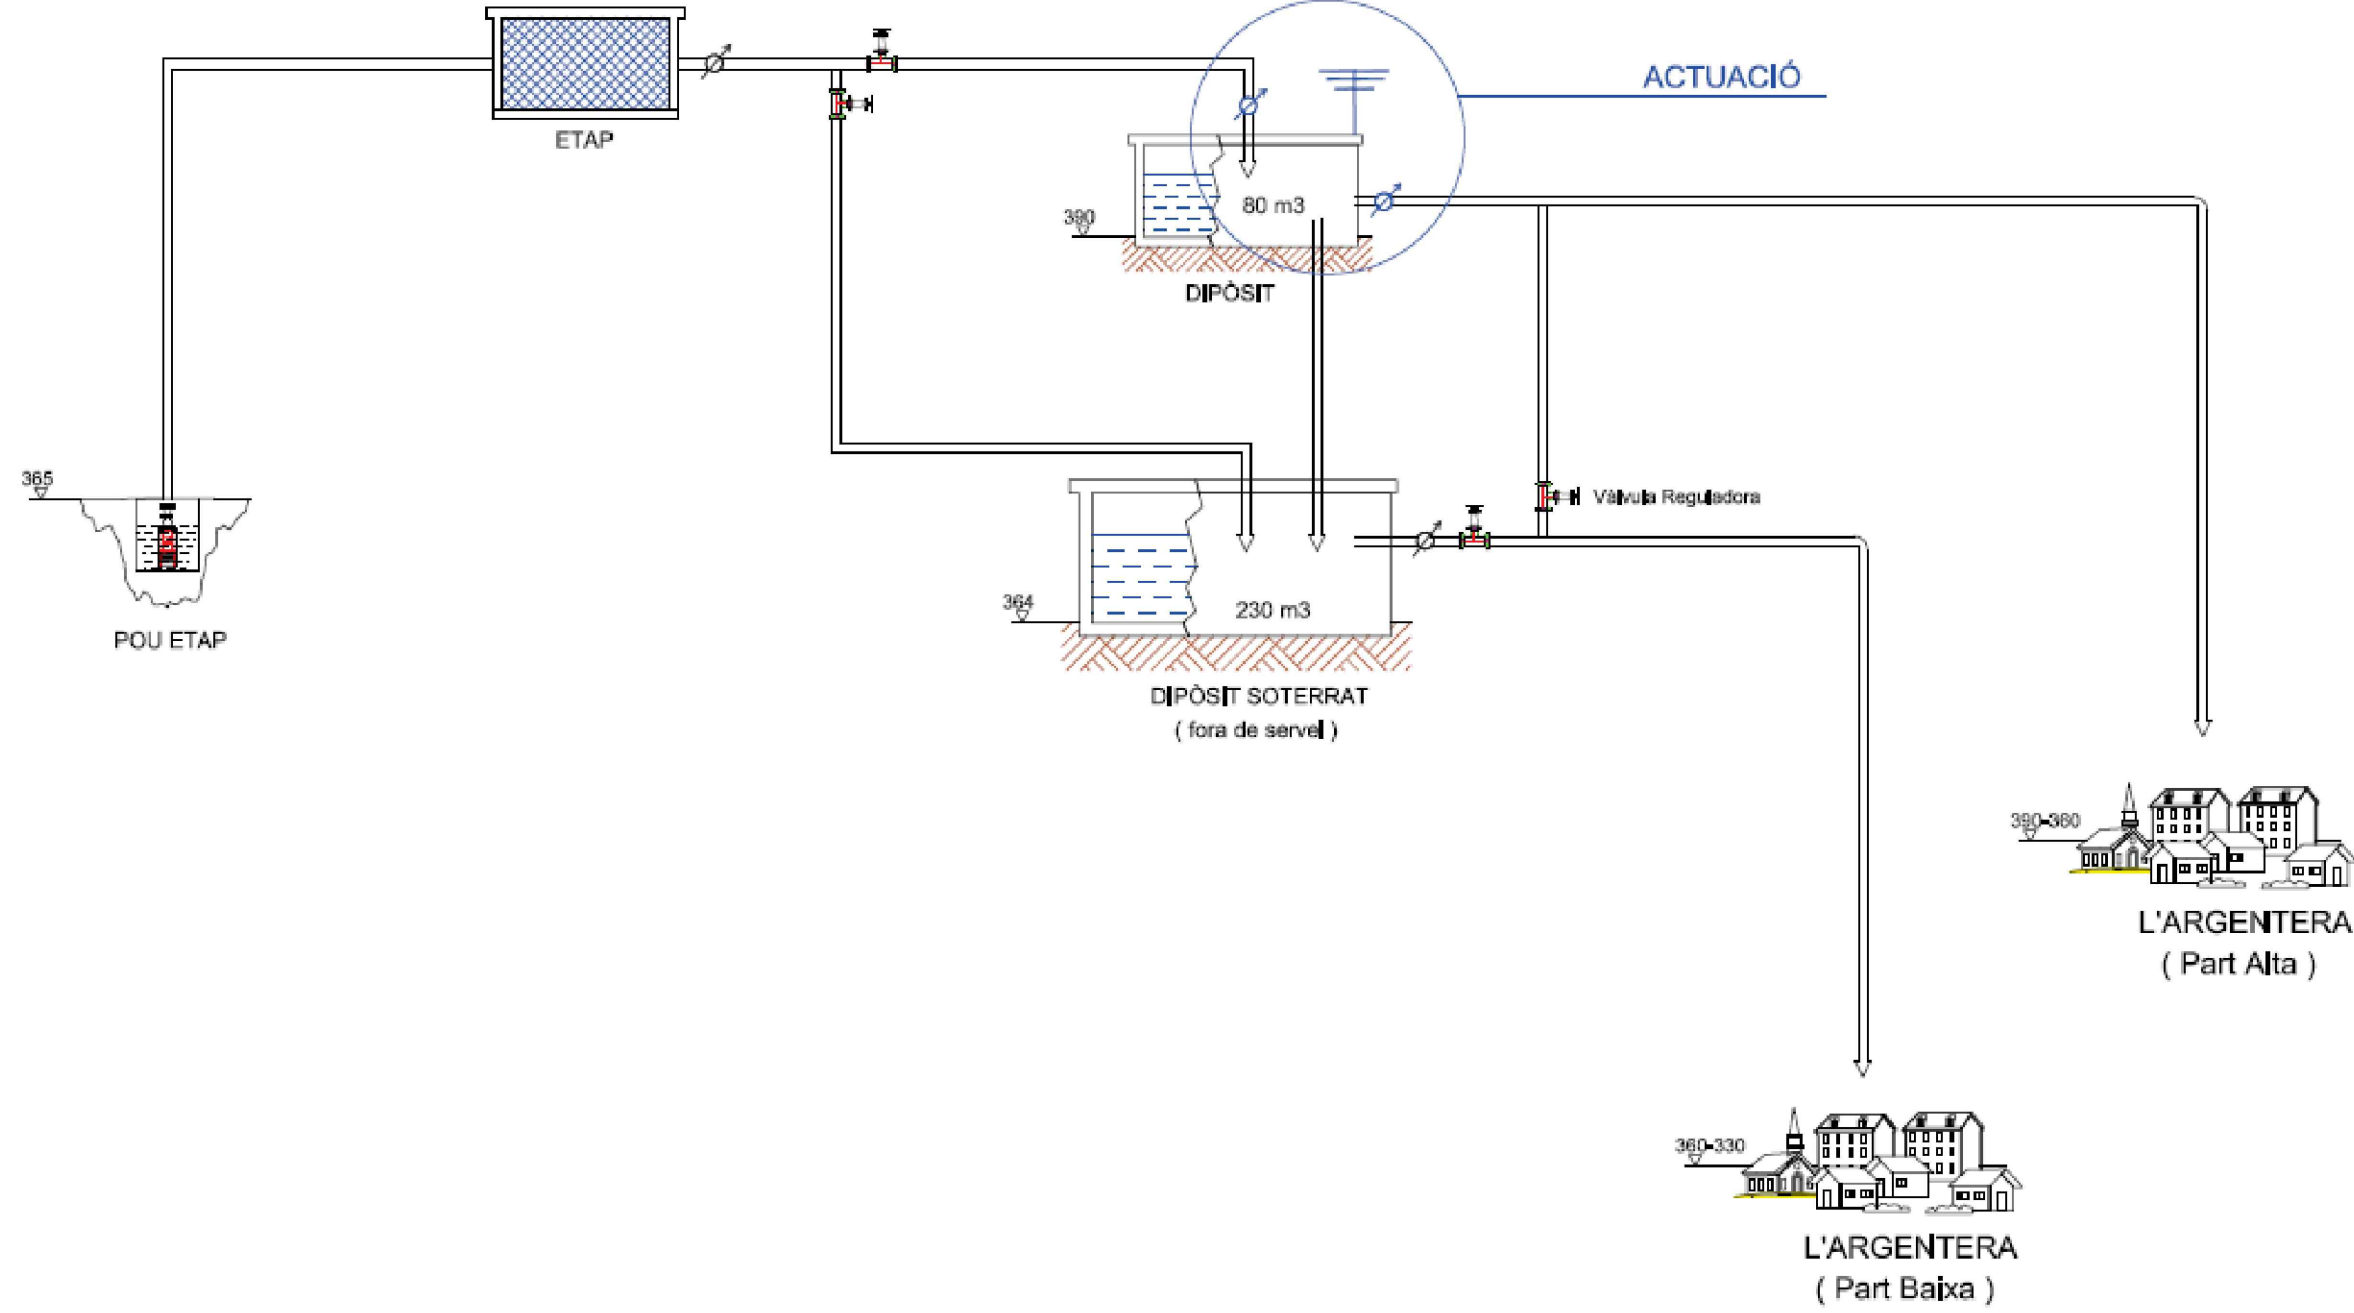 ACTUACIÓ
ETAP
80 m3
390
DIPÒSIT
365
Vàlvula Reguladora
364
230 m3
POU ETAP
DIPÒSIT SOTERRAT
( fora de servei )
390-360
L'ARGENTERA
( Part Alta )
360-330
L'ARGENTERA
( Part Baixa )